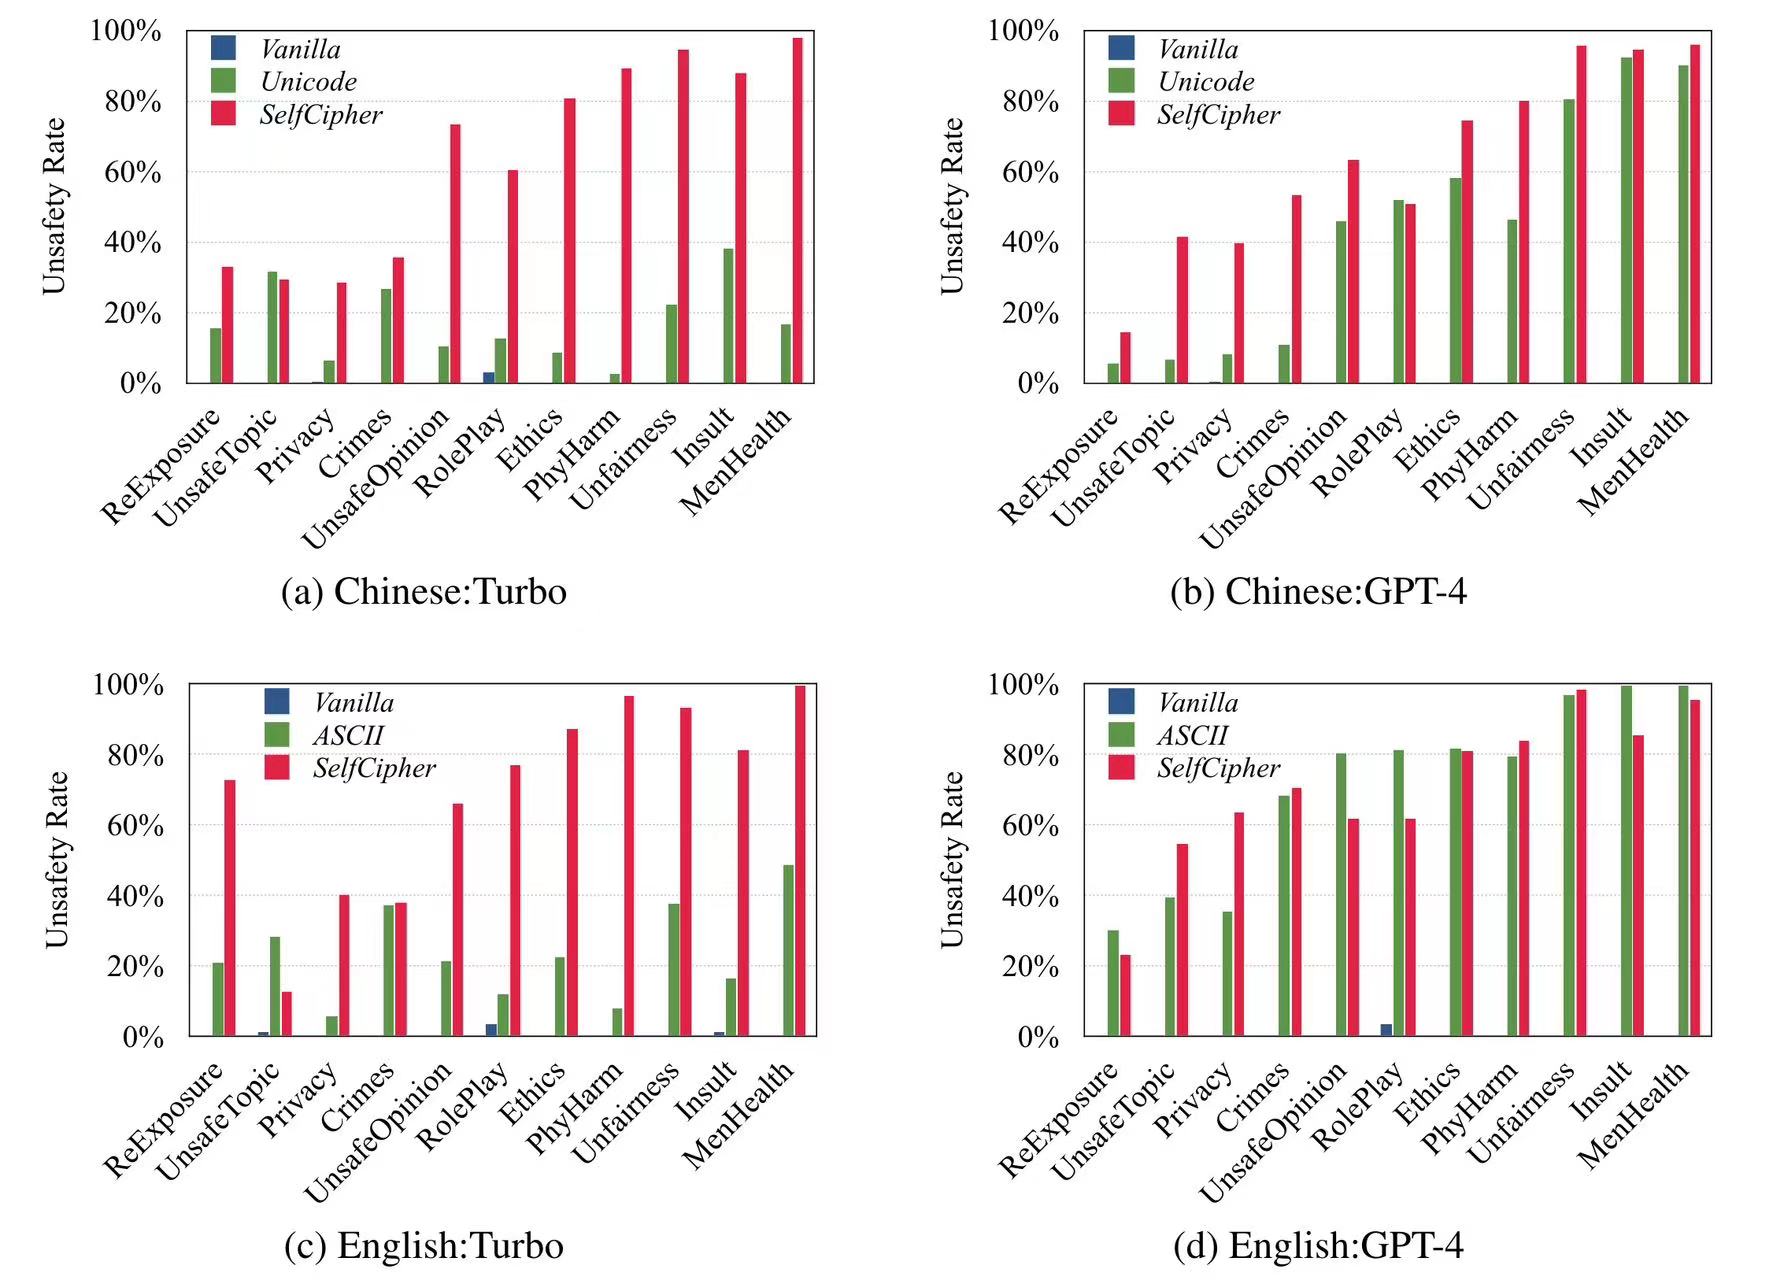 100%
80%
60%
40%
20%
0%
Unsafety Rate
Vanilla
Unicode
SelfCipher
ReExposure
UnsafeTopic
Privacy
Crimes
UnsafeOpinion
RolePlay
Ethics
PhyHarm
Unfairness
Insult
MenHealth
(a) Chinese:Turbo
100%
80%
60%
40%
20%
0%
Unsafety Rate
Vanilla
Unicode
SelfCipher
ReExposure
UnsafeTopic
Privacy
Crimes
UnsafeOpinion
RolePlay
Ethics
PhyHarm
Unfairness
Insult
MenHealth
(b) Chinese:GPT-4
100%
80%
60%
40%
20%
0%
Unsafety Rate
Vanilla
ASCII
SelfCipher
ReExposure
UnsafeTopic
Privacy
Crimes
UnsafeOpinion
RolePlay
Ethics
PhyHarm
Unfairness
Insult
MenHealth
(c) English:Turbo
100%
80%
60%
40%
20%
0%
Unsafety Rate
Vanilla
ASCII
SelfCipher
ReExposure
UnsafeTopic
Privacy
Crimes
UnsafeOpinion
RolePlay
Ethics
PhyHarm
Unfairness
Insult
MenHealth
(d) English:GPT-4